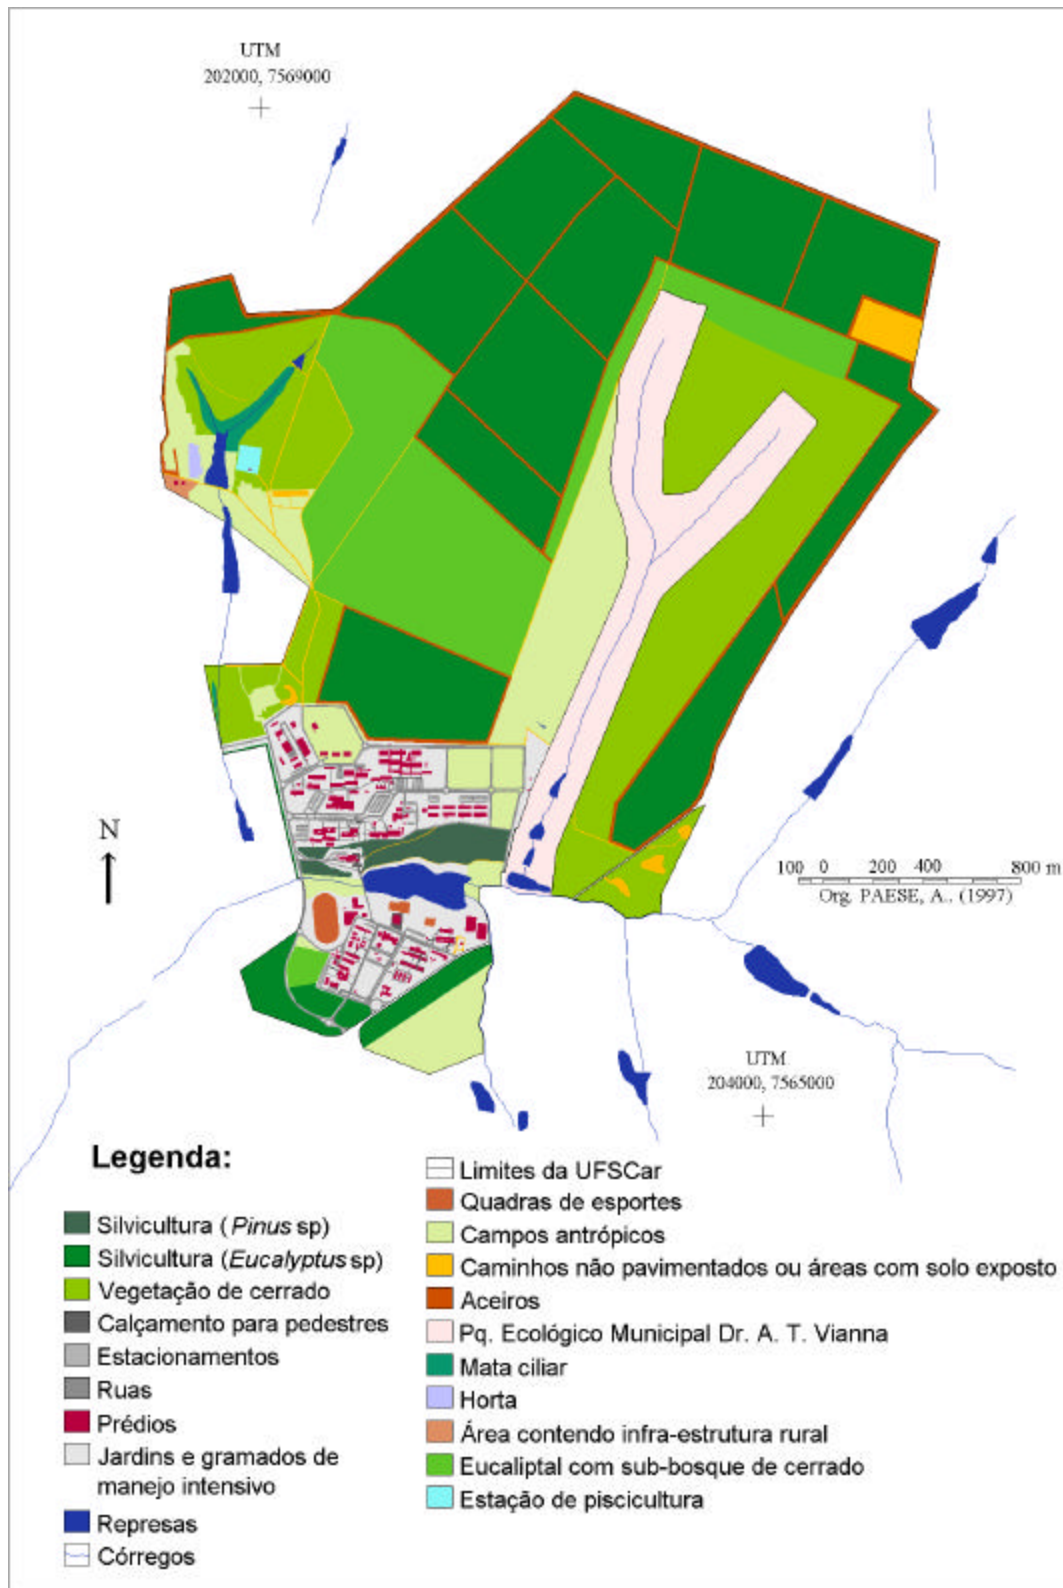 UTM
202000, 7569000
N
100 0 200 400 800 m
Org. PAESE, A.. (1997)
UTM
204000, 7565000
Legenda:
Silvicultura (Pinus sp)
Silvicultura (Eucalyptus sp)
Vegetação de cerrado
Calçamento para pedestres
Estacionamentos
Ruas
Prédios
Jardins e gramados de
manejo intensivo
Represas
Córregos
Limites da UFSCar
Quadras de esportes
Campos antrópicos
Caminhos não pavimentados ou áreas com solo exposto
Aceiros
Pq. Ecológico Municipal Dr. A. T. Vianna
Mata ciliar
Horta
Área contendo infra-estrutura rural
Eucaliptal com sub-bosque de cerrado
Estação de piscicultura